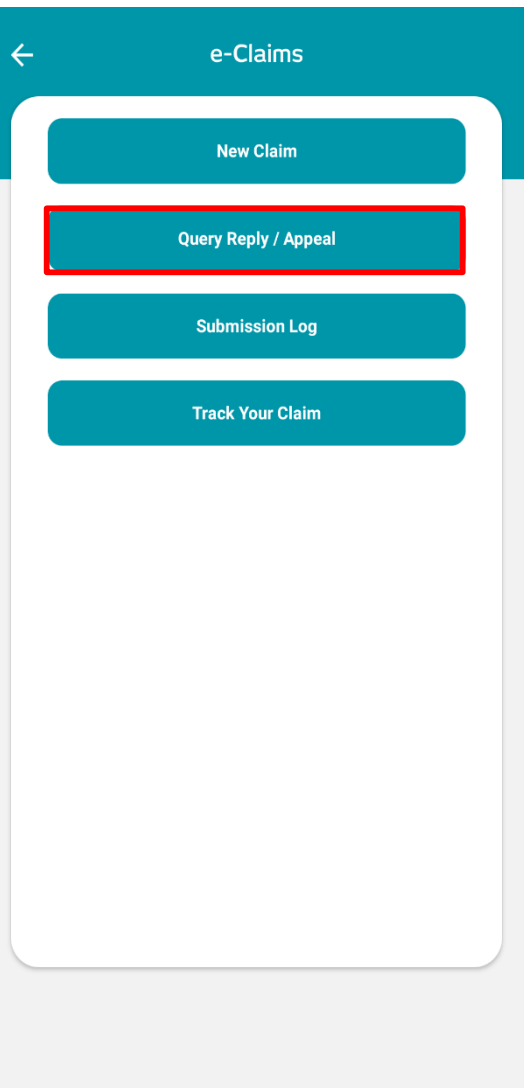 e-Claims
New Claim
Query Reply / Appeal
Submission Log
Track Your Claim